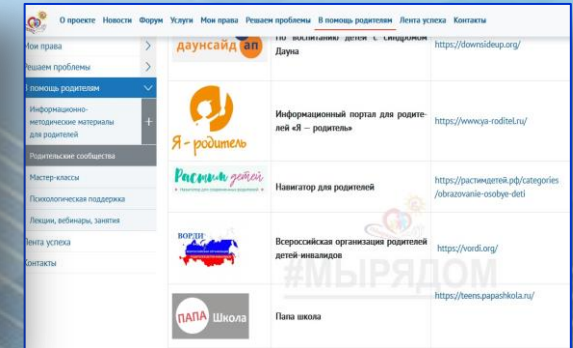 О проекте Новости Форум Услуги Мои права Решаем проблемы В помощь родителям Лента успеха Контакты
Мои права
Решаем проблемы
В помощь родителям
Информационно-
методические материалы
для родителей
+
Родительские сообщества
Мастер-классы
Психологическая поддержка
Лекции, вебинары, занятия
Лента успеха
Контакты
даунсайд ап
по воспитанию детей с синдромом
Дауна
https://downsideup.org/
Я - родитель
Информационный портал для родите-
лей «Я — родитель»
https://www.ya-roditel.ru/
Растим детей
Навигатор для родителей
https://растимдетей.рф/categories
/obrazovanie-osobye-deti
ВОРДИ
Всероссийская организация родителей
детей-инвалидов
https://vordi.org/
#МЫРЯДОМ
ПАПА Школа
Папа школа
https://teens.papashkola.ru/